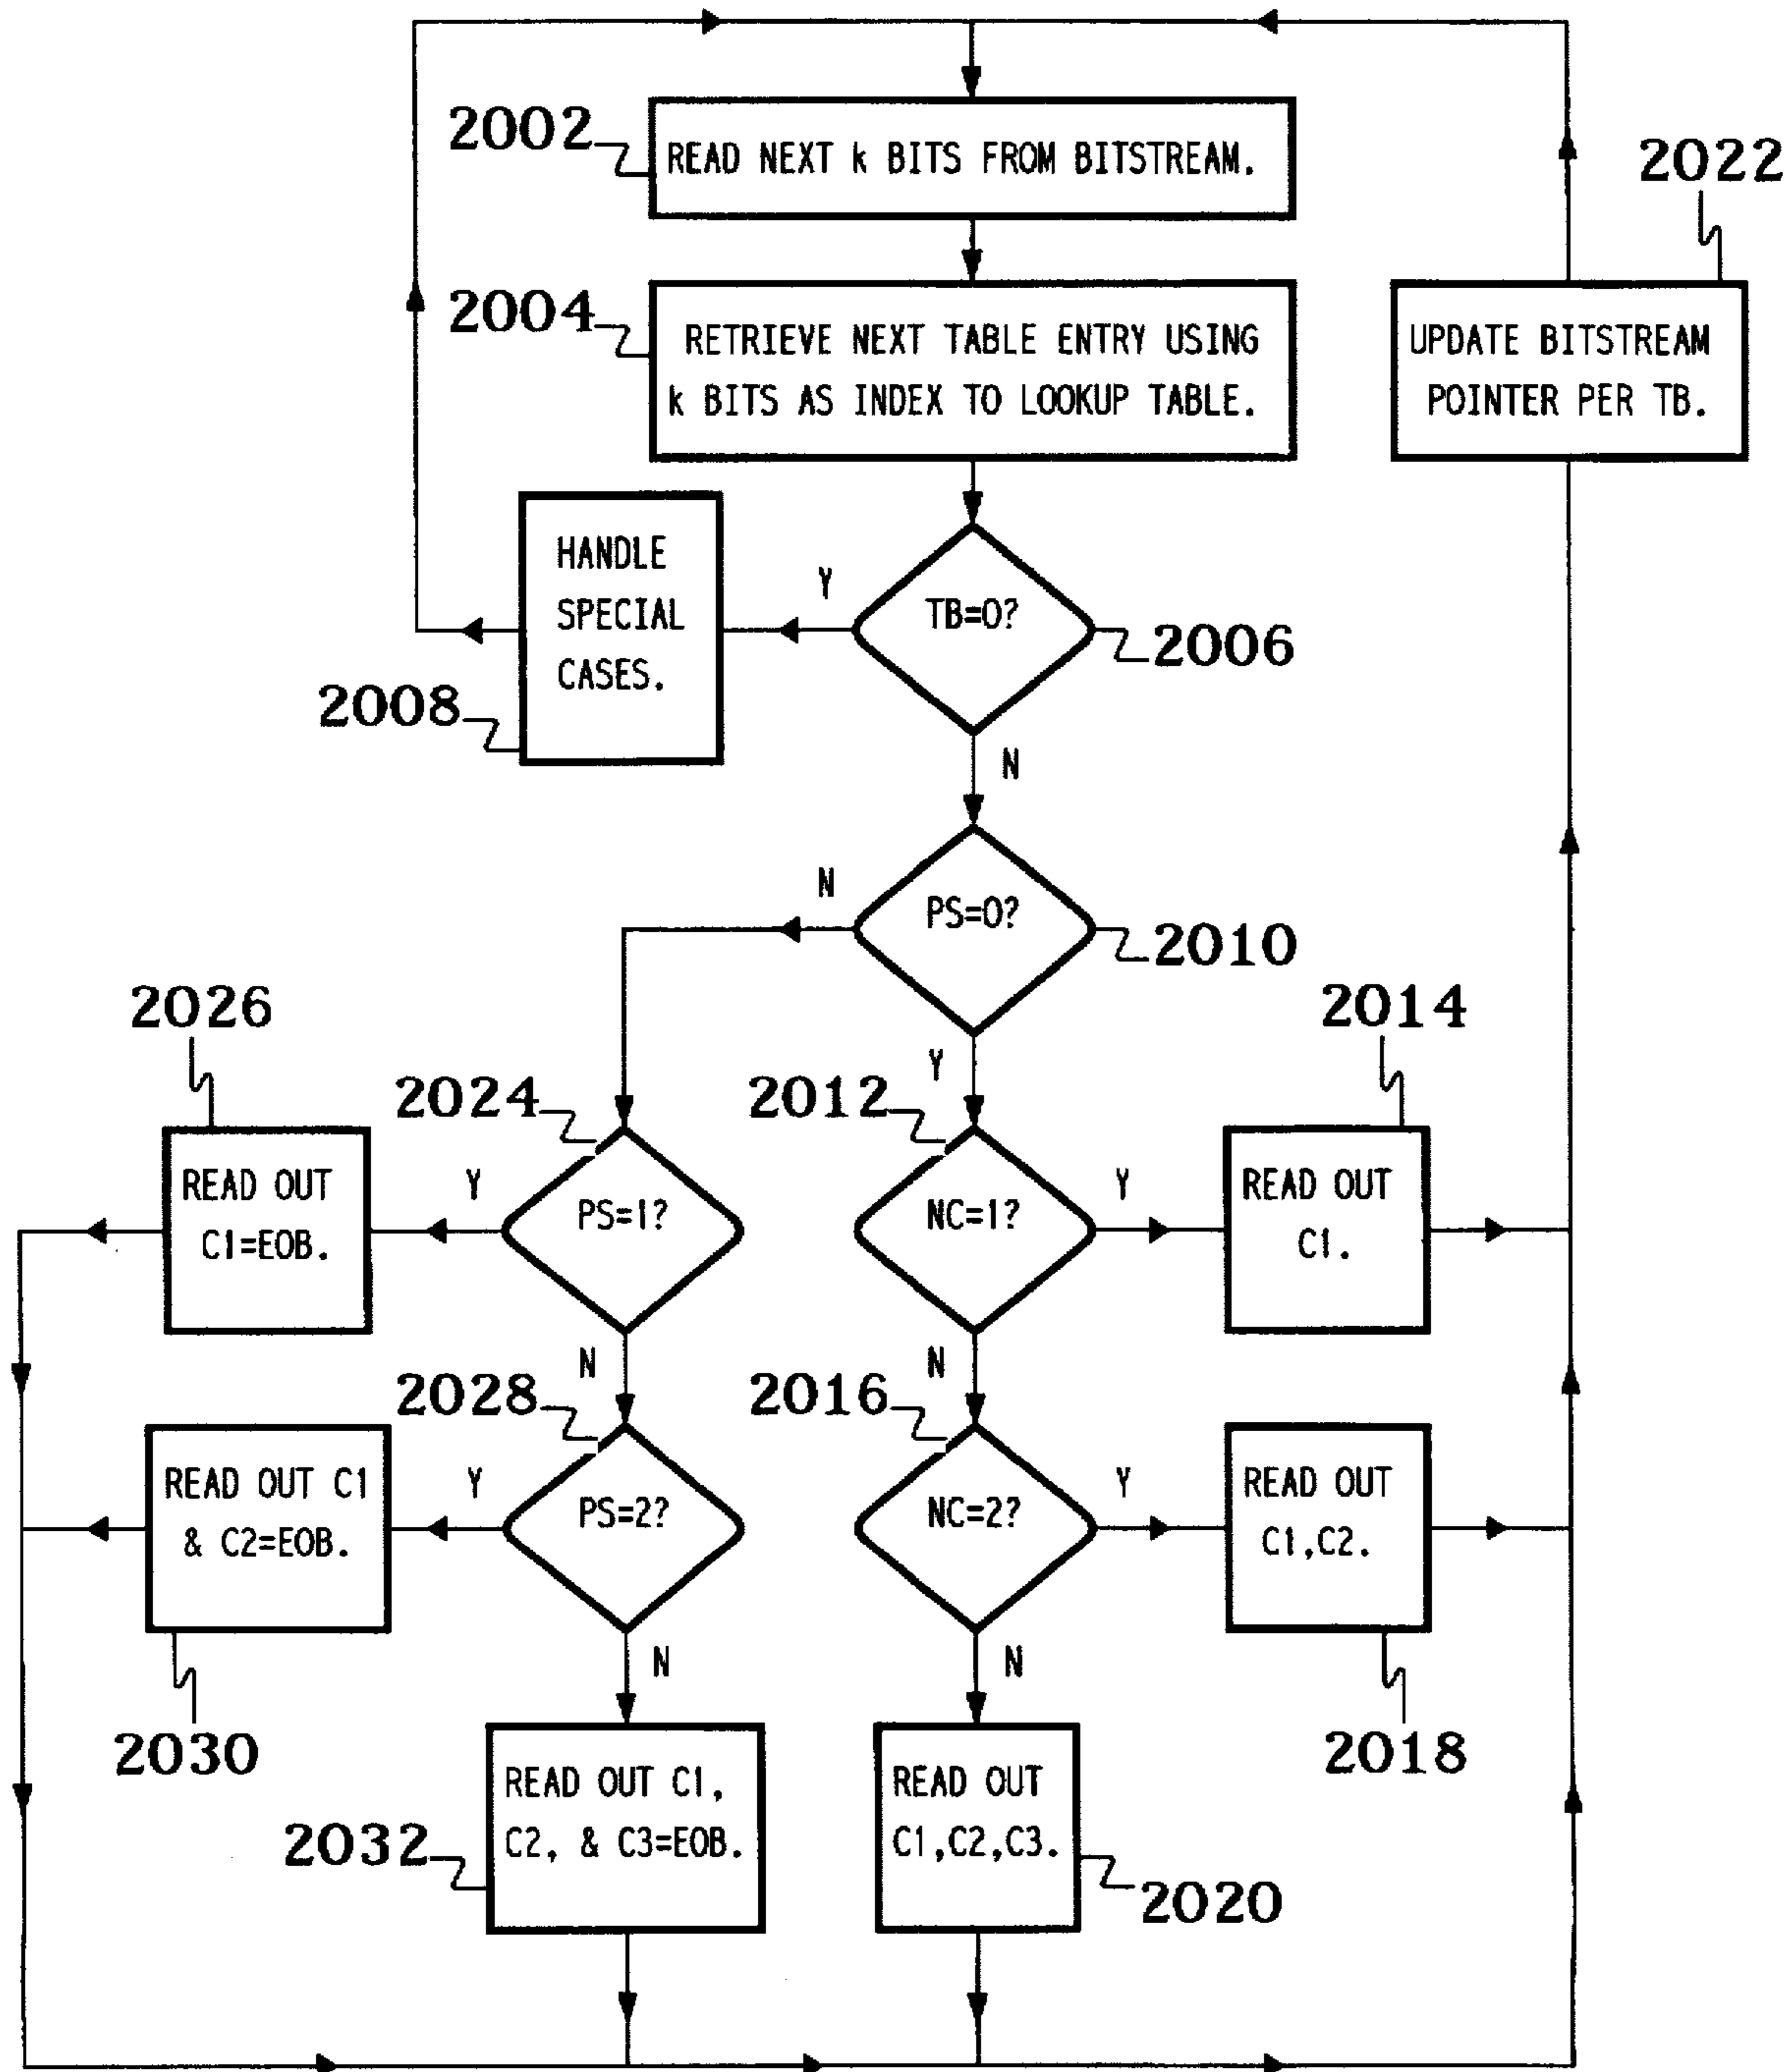 2002
READ NEXT k BITS FROM BITSTREAM.
2022
2004
RETRIEVE NEXT TABLE ENTRY USING
k BITS AS INDEX TO LOOKUP TABLE.
UPDATE BITSTREAM
POINTER PER TB.
HANDLE
SPECIAL
CASES.
2008
Y
TB=0?
2006
N
N
PS=0?
2010
Y
2026
2024
2012
2014
READ OUT
C1=EOB.
Y
PS=1?
NC=1?
Y
READ OUT
C1.
N
N
2028
2016
READ OUT C1
& C2=EOB.
Y
PS=2?
NC=2?
Y
READ OUT
C1,C2.
N
N
2030
2018
READ OUT C1,
C2, & C3=EOB.
2032
READ OUT
C1,C2,C3.
2020